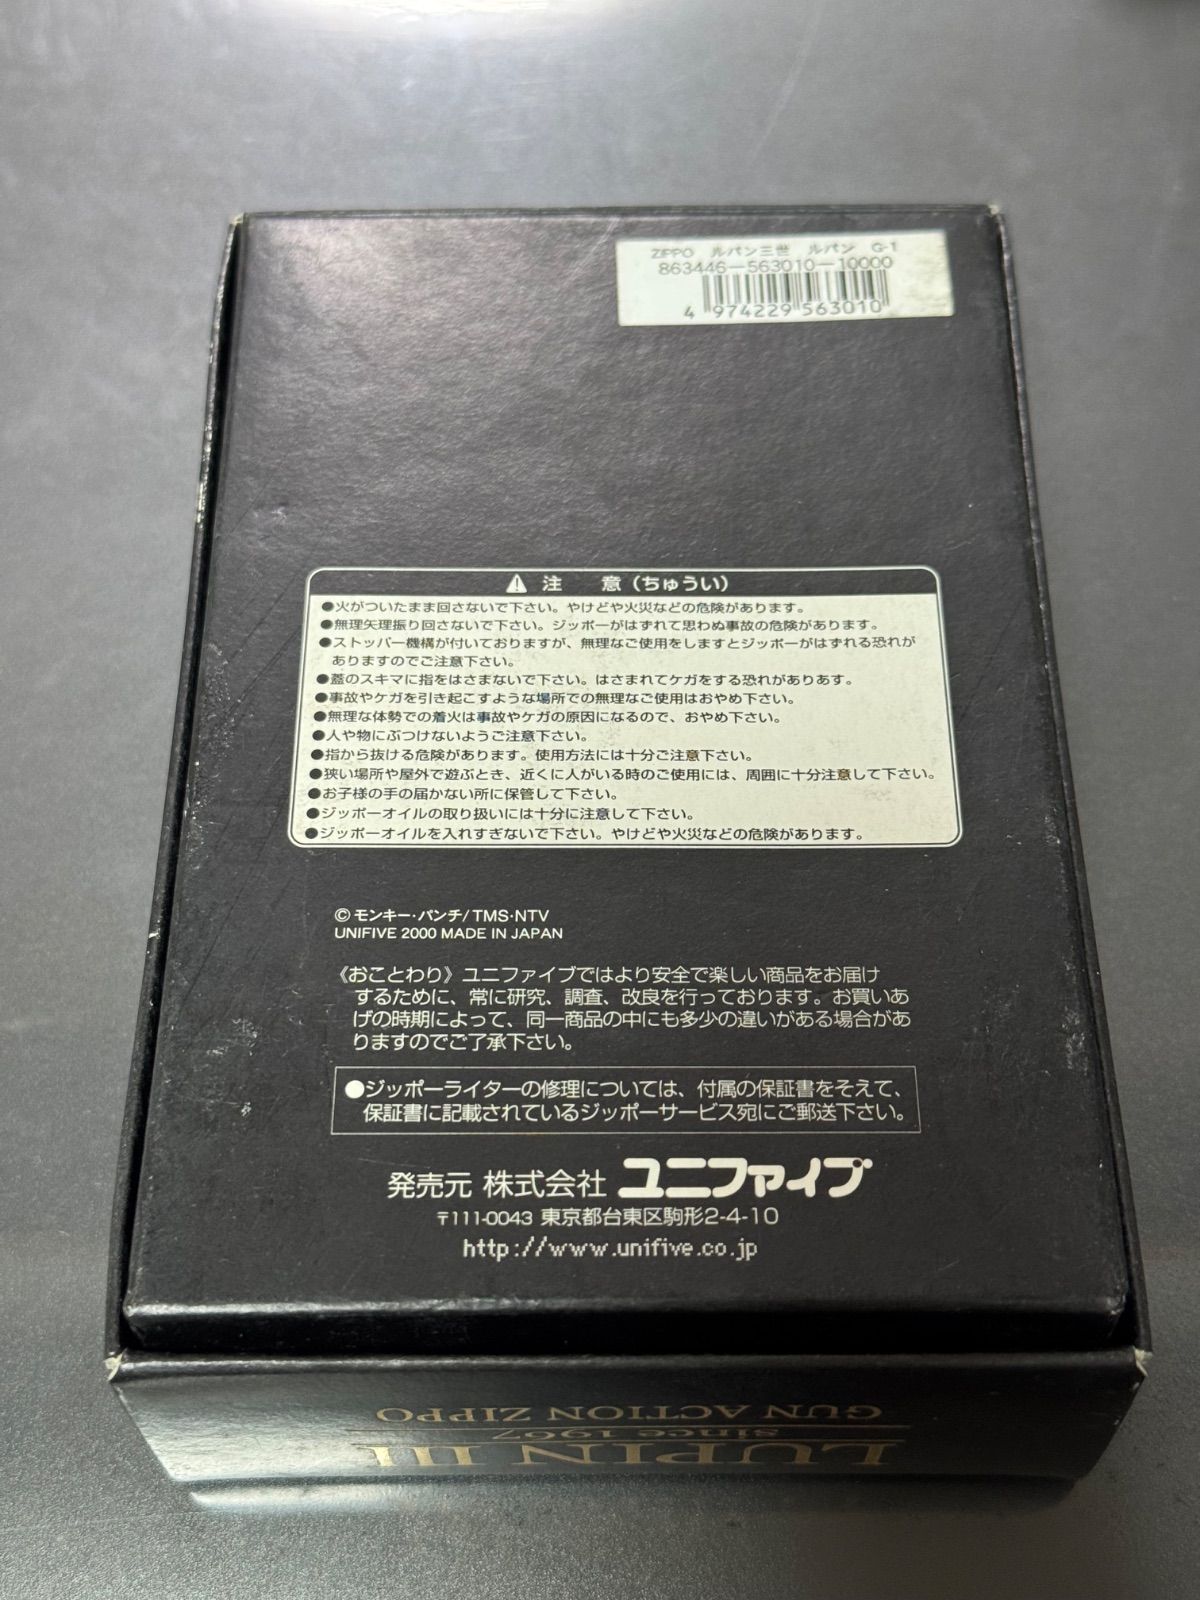 ZIPPO ルパン三世 ルパン G-1
863446-563010-10000
4 974229 563010
注 意(ちゅうい)
●火がついたまま回さないで下さい。やけどや火災などの危険があります。
●無理矢理振り回さないで下さい。ジッポーがはずれて思わぬ事故の危険があります。
●ストッパー機構が付いておりますが、無理なご使用をしますとジッポーがはずれる恐れが
ありますのでご注意下さい。
●蓋のスキマに指をはさまないで下さい。はさまれてケガをする恐れがありあす。
●事故やケガを引き起こすような場所での無理なご使用はおやめ下さい。
●無理な体勢での着火は事故やケガの原因になるので、おやめ下さい。
●人や物にぶつけないようご注意下さい。
●指から抜ける危険があります。使用方法には十分ご注意下さい。
●狭い場所や屋外で遊ぶとき、近くに人がいる時のご使用には、周囲に十分注意して下さい。
●お子様の手の届かない所に保管して下さい。
●ジッポーオイルの取り扱いには十分に注意して下さい。
●ジッポーオイルを入れすぎないで下さい。やけどや火災などの危険があります。
©モンキー・パンチ/TMS・NTV
UNIFIVE 2000 MADE IN JAPAN
《おことわり》ユニファイブではより安全で楽しい商品をお届け
するために、常に研究、調査、改良を行っております。お買いあ
げの時期によって、同一商品の中にも多少の違いがある場合があ
りますのでご了承下さい。
●ジッポーライターの修理については、付属の保証書をそえて、
保証書に記載されているジッポーサービス宛にご郵送下さい。
発売元 株式会社 ユニファイブ
〒111-0043 東京都台東区駒形2-4-10
http://www.unifive.co.jp
LUPIN III
since 1967
GUN ACTION ZIPPO